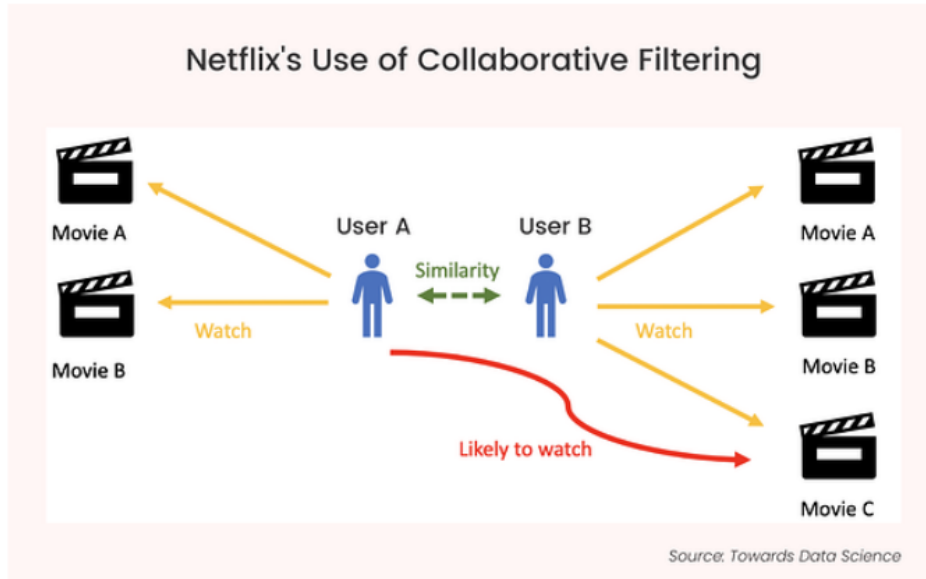 Netflix's Use of Collaborative Filtering
User A
User B
Movie A
Movie A
Similarity
Watch
Watch
Movie B
Movie B
Likely to watch
Movie C
Source: Towards Data Science